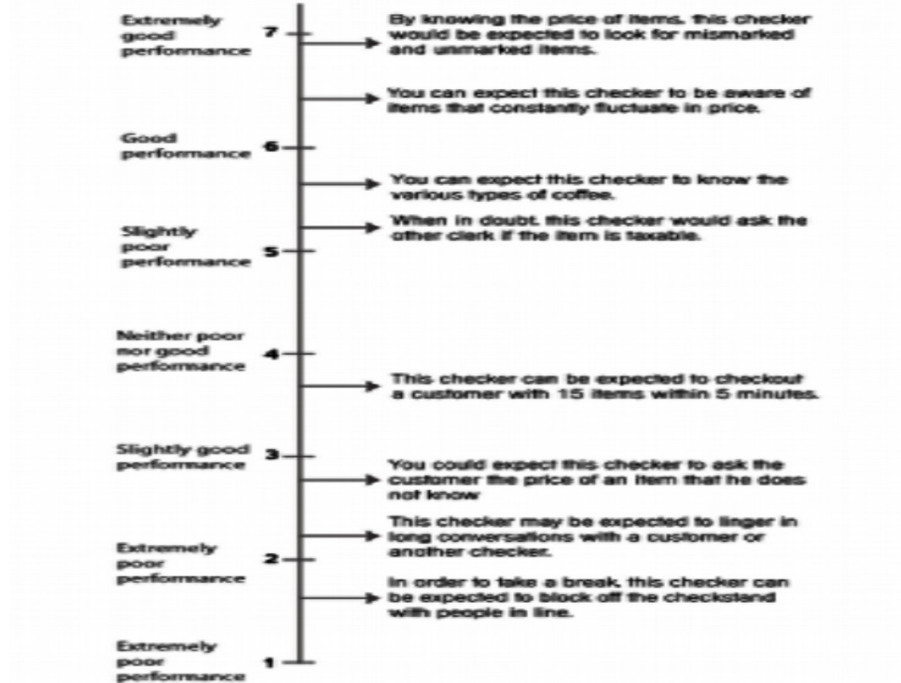 Extremely
good
performance
7
By knowing the price of items, this checker
would be expected to look for mismarked
and unmarked items.
You can expect this checker to be aware of
items that constantly fluctuate in price.
Good
performance
6
You can expect this checker to know the
various types of coffee.
When in doubt, this checker would ask the
other clerk if the item is taxable.
Slightly
poor
performance
5
Neither poor
nor good
performance
4
This checker can be expected to checkout
a customer with 15 items within 5 minutes.
Slightly good
performance
3
You could expect this checker to ask the
customer the price of an item that he does
not know
This checker may be expected to linger in
long conversations with a customer or
another checker.
Extremely
poor
performance
2
In order to take a break, this checker can
be expected to block off the checkstand
with people in line.
Extremely
poor
performance
1